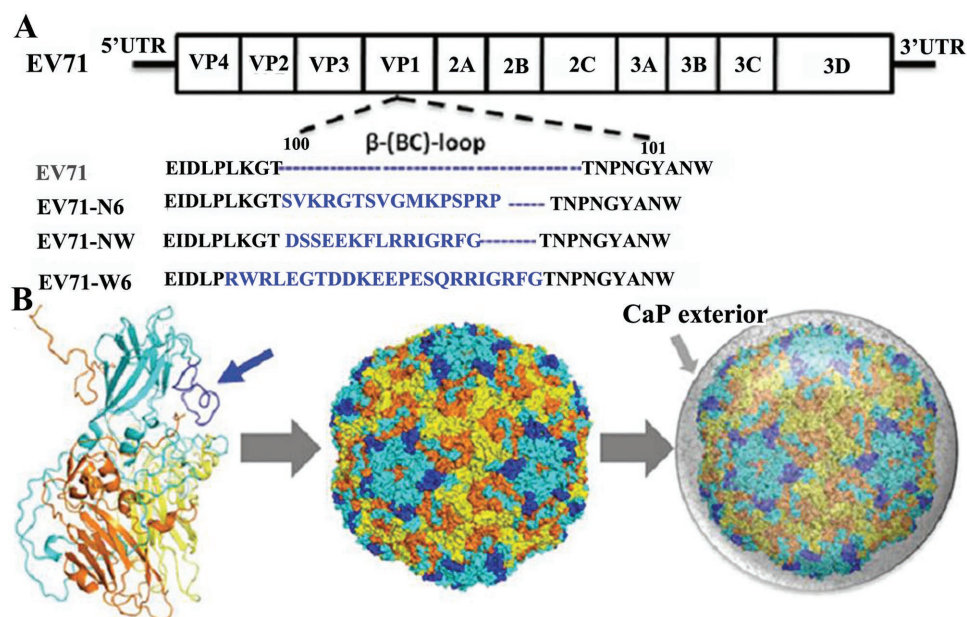 A
5'UTR 3'UTR
EV71 VP4 VP2 VP3 VP1 2A 2B 2C 3A 3B 3C 3D
100 β-(BC)-loop 101
EV71 EIDLPLKGT------------------------------TNPNGYANW
EV71-N6 EIDLPLKGTSVKRGTSVGMKPSPRP -----TNPNGYANW
EV71-NW EIDLPLKGT DSSEEKFLRRIGRFG--------TNPNGYANW
EV71-W6 EIDLPRWRLEGTDDKEEPESQRRIGRFGTNPNGYANW
B
CaP exterior